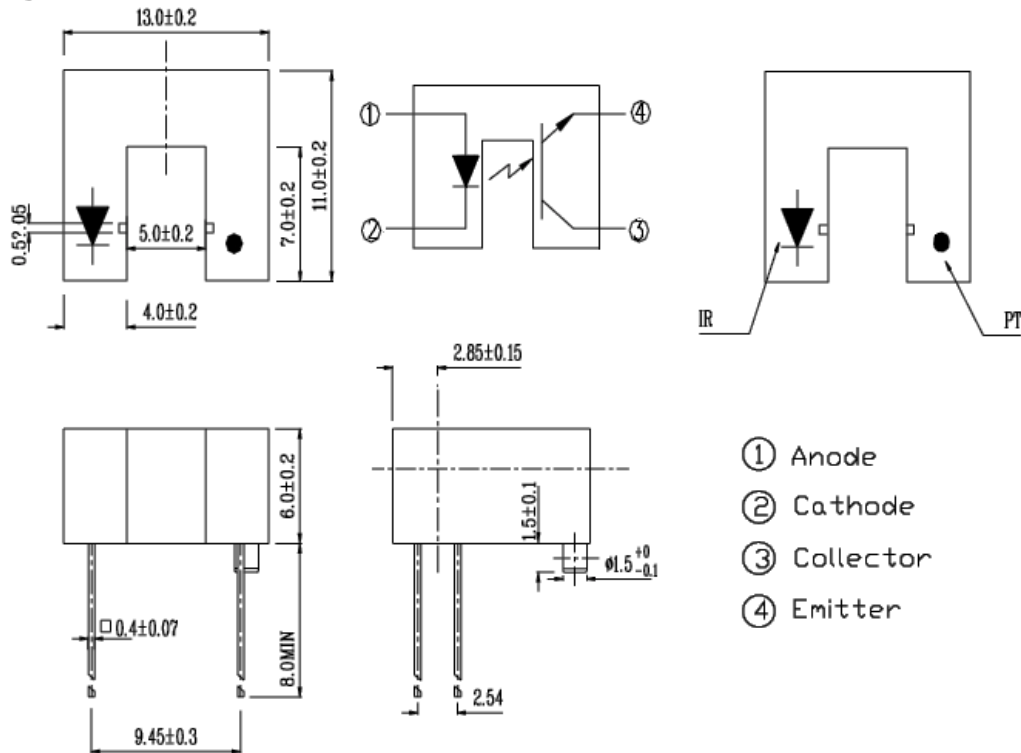 13.0±0.2
11.0±0.2
7.0±0.2
5.0±0.2
0.5?.05
4.0±0.2
①
②
④
③
IR
PT
2.85±0.15
6.0±0.2
8.0MIN
□0.4±0.07
9.45±0.3
1.5±0.1
ø1.5 +0 -0.1
2.54
① Anode
② Cathode
③ Collector
④ Emitter